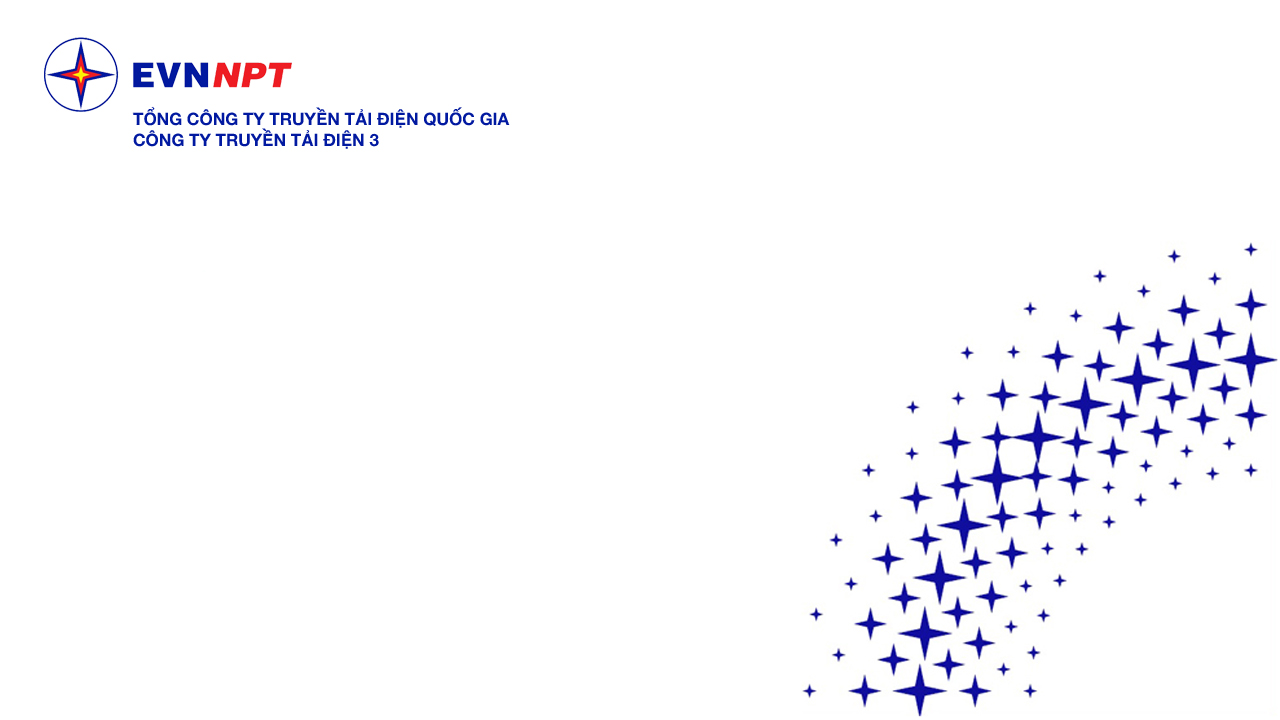 EVNNPT
TỔNG CÔNG TY TRUYỀN TẢI ĐIỆN QUỐC GIA
CÔNG TY TRUYỀN TẢI ĐIỆN 3